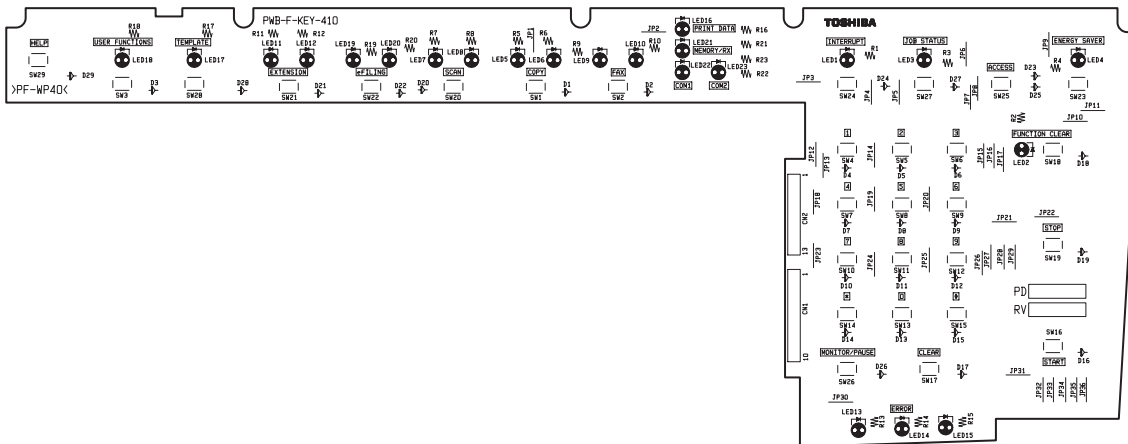 PWB-F-KEY-410
TOSHIBA
R18 R17 R11 R12 LED16 JP2 PRINT DATA R16
HELP USER FUNCTIONS TEMPLATE LED11 LED12 LED19 R19 LED20 R20 R7 LED8 R8 JP1 R5 LED6 R6 R9 LED10 R10 LED21 MEMORY/RX R21
LED18 LED17 LED7 LED5 LED9 R23
SW29 D29 EXTENSION eFILING SCAN COPY FAX LED22 LED23 R22
>PF-WP40< SW3 D3 SW28 D28 SW21 D21 SW22 D22 D20 SW20 SW1 D1 SW2 D2 COM1 COM2
INTERRUPT JOB STATUS JP6 JP9 ENERGY SAVER
LED1 R1 LED3 R3 R4 LED4
JP3 ACCESS D23
SW24 JP4 D24 JP5 SW27 D27 JP7 JP8 SW25 D25 SW23
JP11
R2 JP10
1 2 3 FUNCTION CLEAR
JP12 JP13 SW4 JP14 SW5 SW6 JP15 JP16 JP17 LED2 SW18 D18
D4 D5 D6
1 4 5 6
JP18 SW7 JP19 SW8 JP20 SW9 JP21 JP22
CN2 D7 D8 D9 STOP
13 7 8 9 SW19 D19
JP23 SW10 JP24 SW11 JP25 SW12 JP26 JP27 JP28 JP29
1 D10 D11 D12
CN1 * 0 # PD
SW14 SW13 SW15 RV
D14 D13 D15 SW16
10 MONITOR/PAUSE CLEAR D16
SW26 D26 SW17 D17 START
JP31 JP32 JP33 JP34 JP35 JP36
JP30
LED13 R13 ERROR R14 R15
LED14 LED15